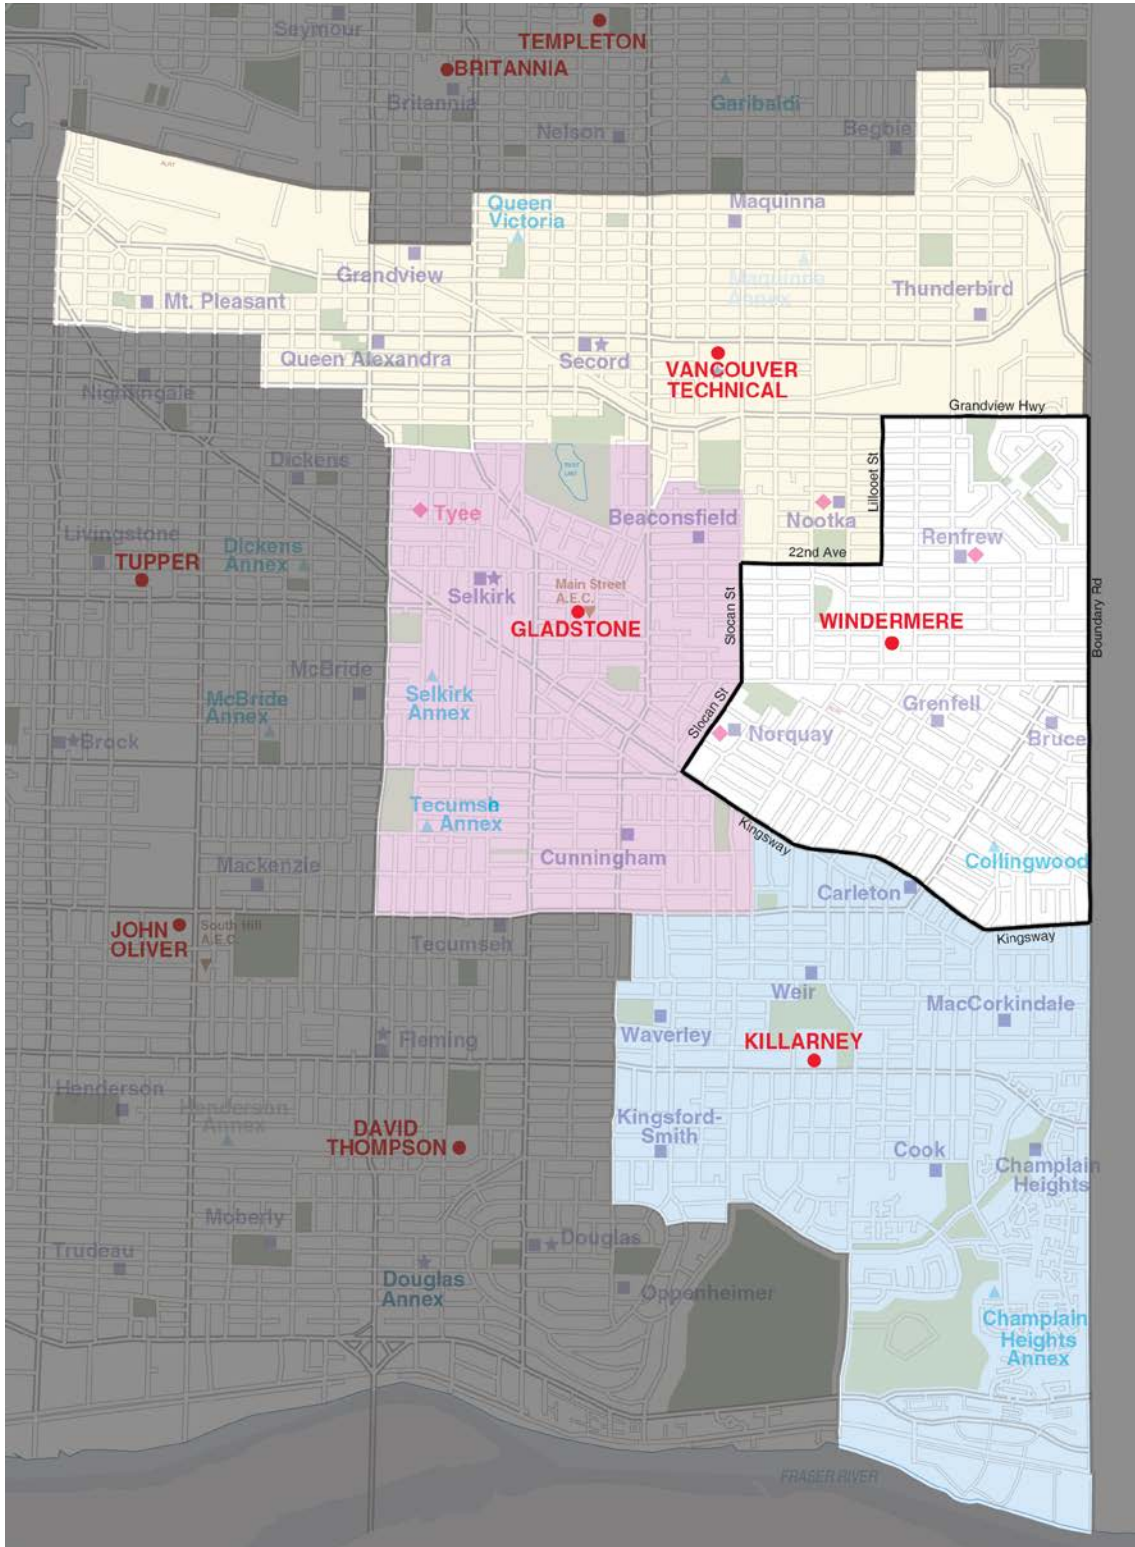 Seymour
TEMPLETON
BRITANNIA
Britannia
Garibaldi
Nelson
Begbie
Queen
Victoria
Maquinna
Grandview
Maquinna
Annex
Thunderbird
Mt. Pleasant
Queen Alexandra
Secord
VANCOUVER
TECHNICAL
Nightingale
Grandview Hwy
Dickens
TROUT
LAKE
Lillooet St
Tyee
Beaconsfield
Nootka
Renfrew
Livingstone
Dickens
Annex
TUPPER
22nd Ave
Selkirk
Main Street
A.E.C.
GLADSTONE
Slocan St
WINDERMERE
Boundary Rd
McBride
McBride
Annex
Selkirk
Annex
Slocan St
Grenfell
Brock
Norquay
Bruce
Tecumseh
Annex
Kingsway
Mackenzie
Cunningham
Collingwood
Carleton
JOHN
OLIVER
South Hill
A.E.C.
Tecumseh
Kingsway
Weir
MacCorkindale
Waverley
Fleming
KILLARNEY
Henderson
Henderson
Annex
Kingsford-
Smith
DAVID
THOMPSON
Cook
Champlain
Heights
Moberly
Trudeau
Douglas
Douglas
Annex
Oppenheimer
Champlain
Heights
Annex
FRASER RIVER